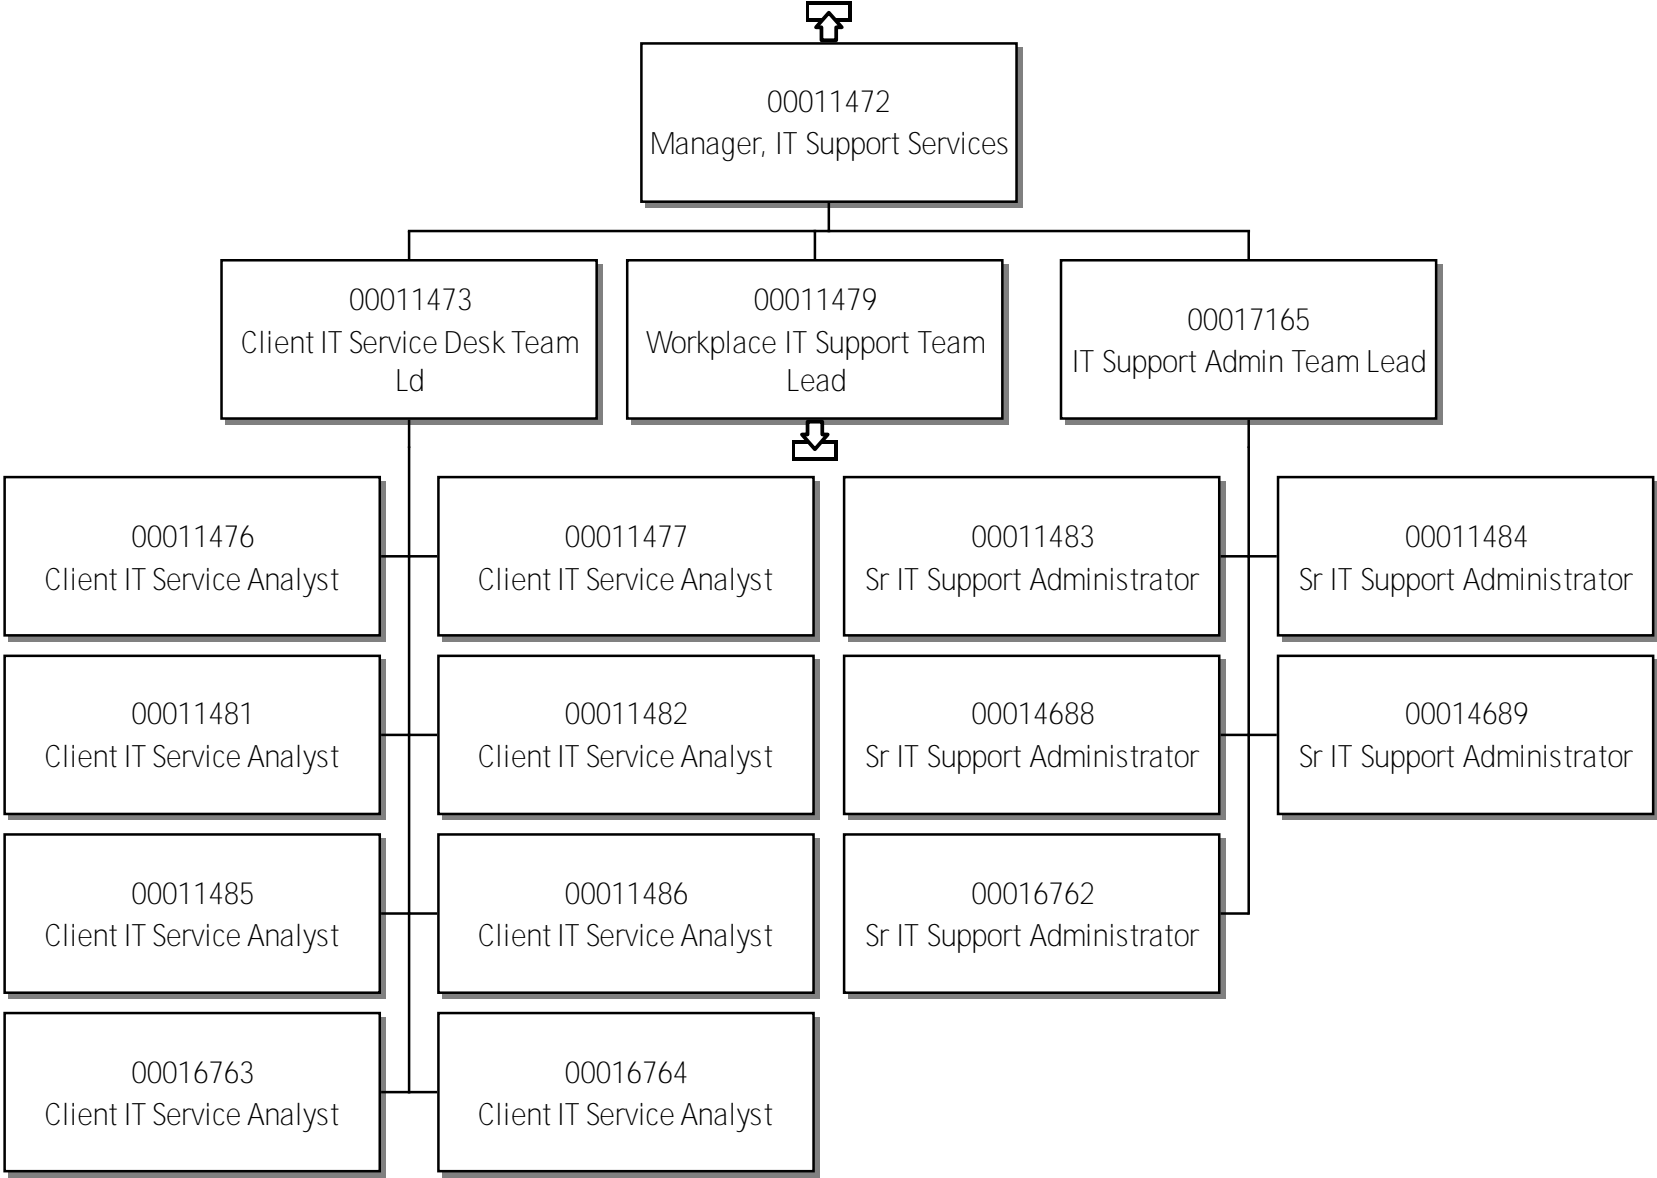 00011472
Manager, IT Support Services
00011473
Client IT Service Desk Team
Ld
00011479
Workplace IT Support Team
Lead
00017165
IT Support Admin Team Lead
00011476
Client IT Service Analyst
00011477
Client IT Service Analyst
00011483
Sr IT Support Administrator
00011484
Sr IT Support Administrator
00011481
Client IT Service Analyst
00011482
Client IT Service Analyst
00014688
Sr IT Support Administrator
00014689
Sr IT Support Administrator
00011485
Client IT Service Analyst
00011486
Client IT Service Analyst
00016762
Sr IT Support Administrator
00016763
Client IT Service Analyst
00016764
Client IT Service Analyst